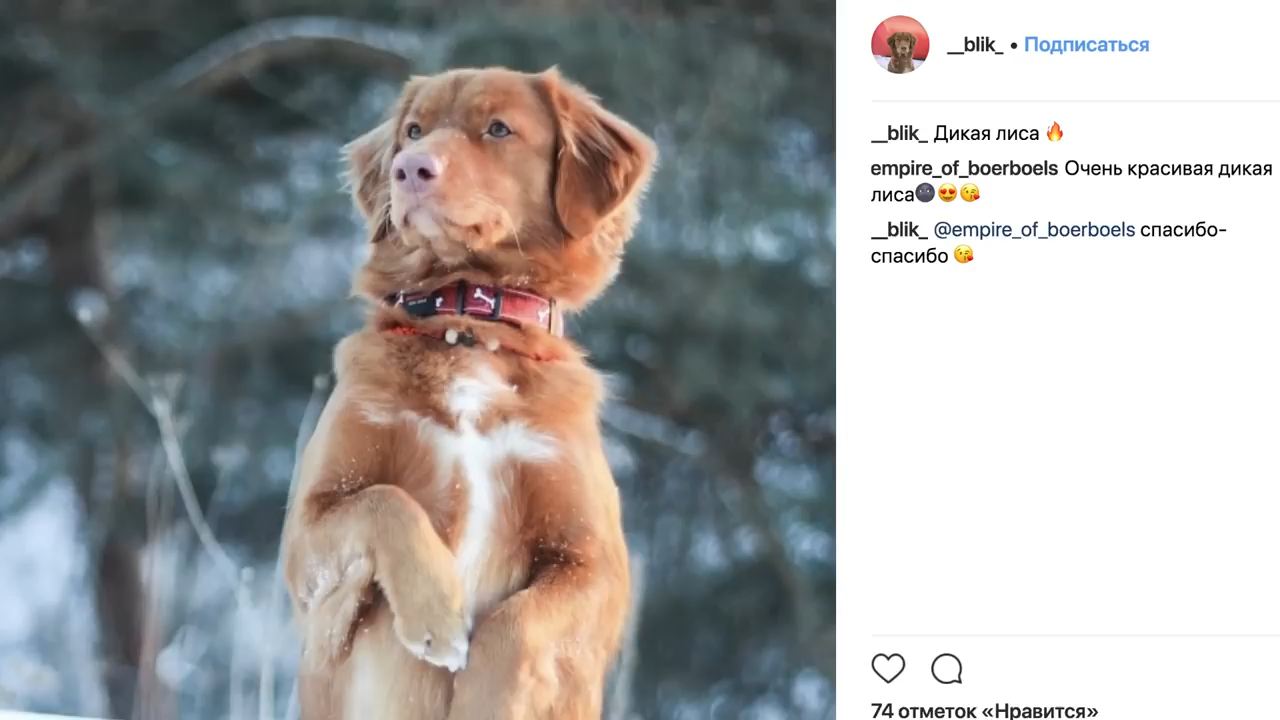 __blik_ • Подписаться
__blik_ Дикая лиса 🔥
empire_of_boerboels Очень красивая дикая
лиса🌚😍😘
__blik_ @empire_of_boerboels спасибо-
спасибо 😘
74 отметок «Нравится»